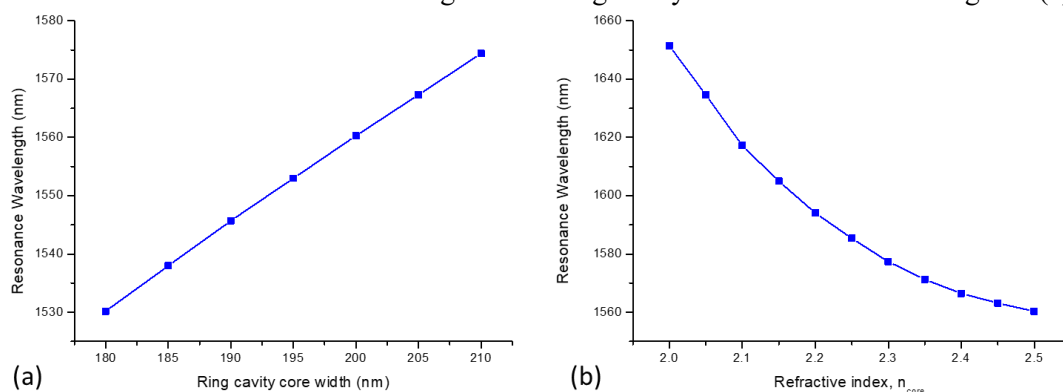 1580
1570
1560
1550
1540
1530
Resonance Wavelength (nm)
180 185 190 195 200 205 210
Ring cavity core width (nm)
(a)
1660
1640
1620
1600
1580
1560
Resonance Wavelength (nm)
2.0 2.1 2.2 2.3 2.4 2.5
Refractive index, n
(b)